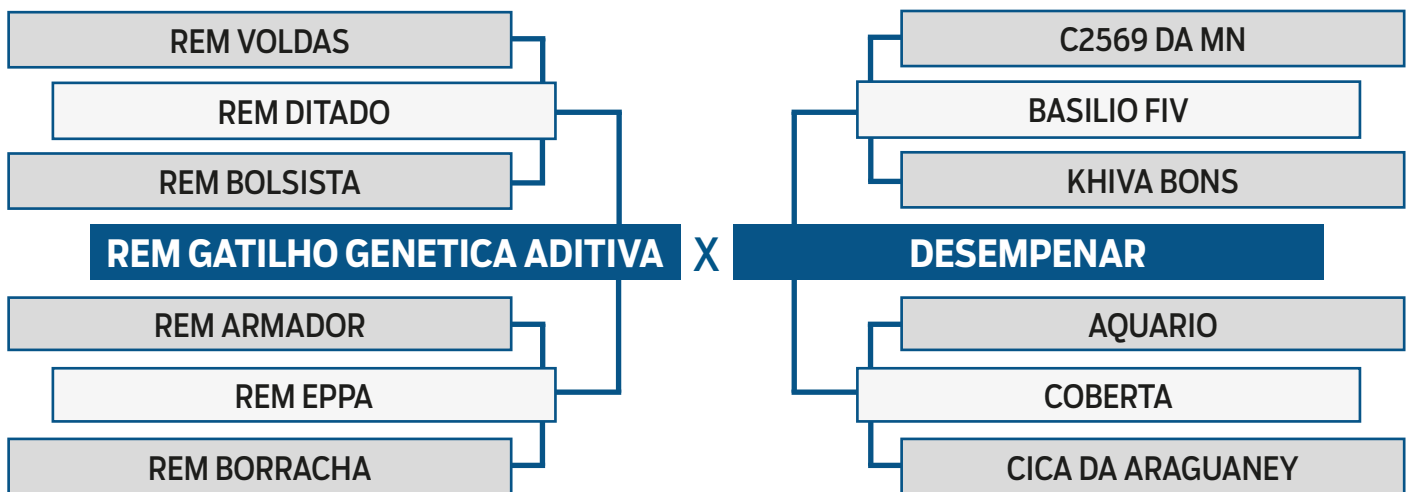 REM VOLDAS
REM DITADO
REM BOLSISTA
REM GATILHO GENETICA ADITIVA
REM ARMADOR
REM EPPA
REM BORRACHA
X
C2569 DA MN
BASILIO FIV
KHIVA BONS
DESEMPENAR
AQUARIO
COBERTA
CICA DA ARAGUANEY